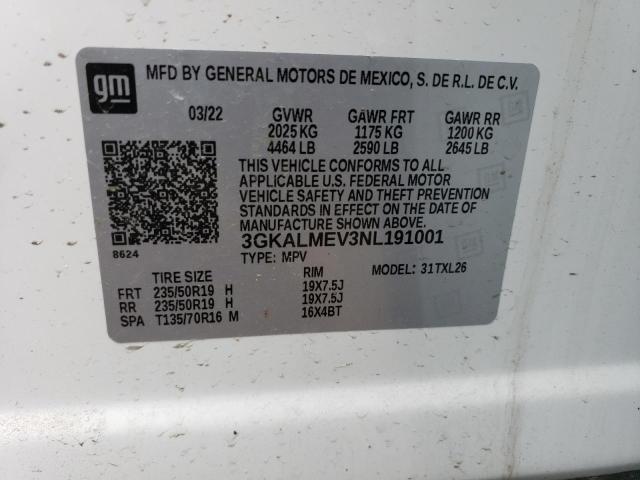 gm
MFD BY GENERAL MOTORS DE MEXICO, S. DE R.L. DE C.V.
03/22 GVWR GAWR FRT GAWR RR
2025 KG 1175 KG 1200 KG
4464 LB 2590 LB 2645 LB
THIS VEHICLE CONFORMS TO ALL
APPLICABLE U.S. FEDERAL MOTOR
VEHICLE SAFETY AND THEFT PREVENTION
STANDARDS IN EFFECT ON THE DATE OF
MANUFACTURE SHOWN ABOVE.
3GKALMEV3NL191001
8624
TYPE: MPV MODEL: 31TXL26
TIRE SIZE RIM
FRT 235/50R19 H 19X7.5J
RR 235/50R19 H 19X7.5J
SPA T135/70R16 M 16X4BT